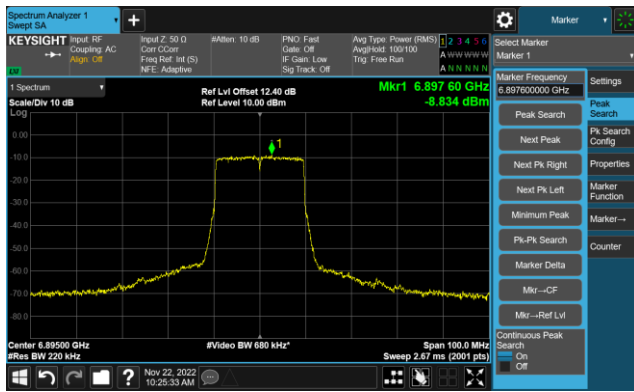 Spectrum Analyzer 1
Swept SA
Marker
KEYSIGHT
Input: RF
Coupling: AC
Align: Off
Input Z: 50 Ω
Corr CCorr
Freq Ref: Int (S)
NFE: Adaptive
#Atten: 10 dB
PNO: Fast
Gate: Off
IF Gain: Low
Sig Track: Off
Avg Type: Power (RMS)
Avg|Hold: 100/100
Trig: Free Run
1 2 3 4 5 6
A W W W W W
A N N N N N
LXI
Select Marker
Marker 1
1 Spectrum
Scale/Div 10 dB
Log
Ref Lvl Offset 12.40 dB
Ref Level 10.00 dBm
Mkr1 6.897 60 GHz
-8.834 dBm
1
0.00
-10.0
-20.0
-30.0
-40.0
-50.0
-60.0
-70.0
-80.0
Center 6.89500 GHz
#Res BW 220 kHz
#Video BW 680 kHz*
Span 100.0 MHz
Sweep 2.67 ms (2001 pts)
Marker Frequency
6.897600000 GHz
Peak Search
Next Peak
Next Pk Right
Next Pk Left
Minimum Peak
Pk-Pk Search
Marker Delta
Mkr→CF
Mkr→Ref Lvl
Continuous Peak
Search
On
Off
Settings
Peak
Search
Pk Search
Config
Properties
Marker
Function
Marker→
Counter
?
Nov 22, 2022
10:25:33 AM